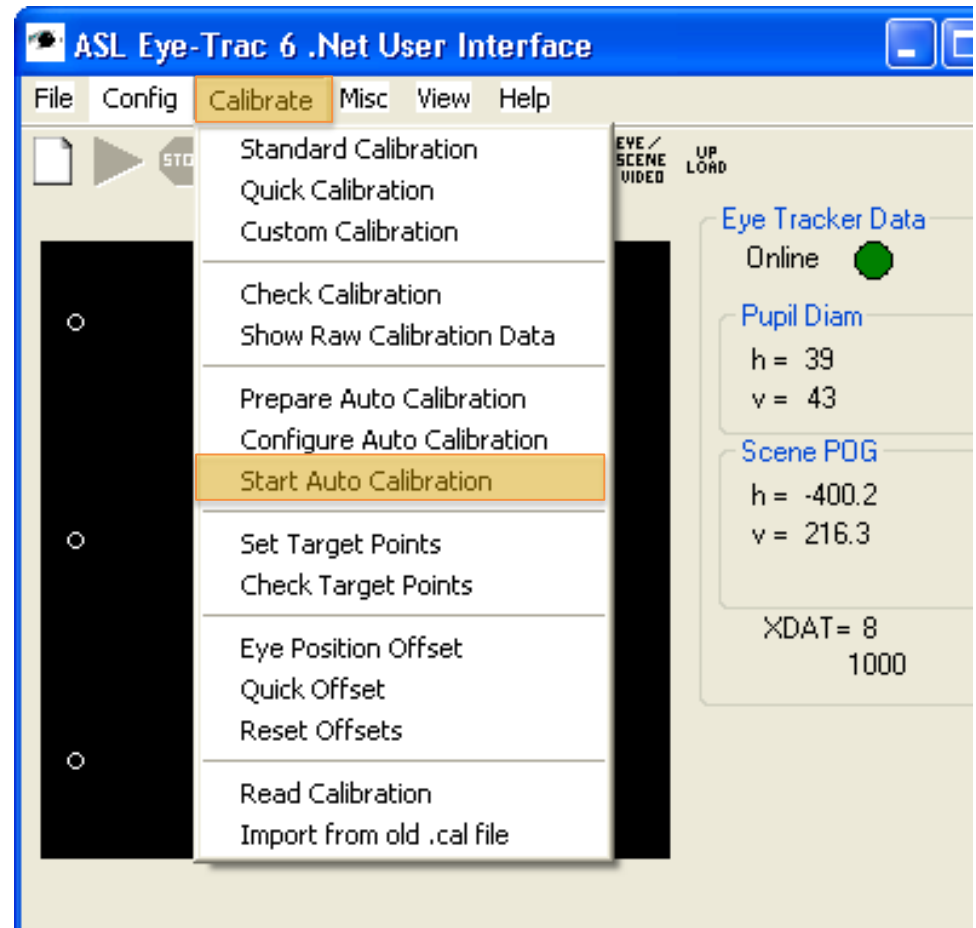 ASL Eye-Trac 6 .Net User Interface
File Config Calibrate Misc View Help
STO
EYE/
SCENE
VIDEO
UP
LOAD
Standard Calibration
Quick Calibration
Custom Calibration
Check Calibration
Show Raw Calibration Data
Prepare Auto Calibration
Configure Auto Calibration
Start Auto Calibration
Set Target Points
Check Target Points
Eye Position Offset
Quick Offset
Reset Offsets
Read Calibration
Import from old .cal file
Eye Tracker Data
Online
Pupil Diam
h = 39
v = 43
Scene POG
h = -400.2
v = 216.3
XDAT= 8
1000